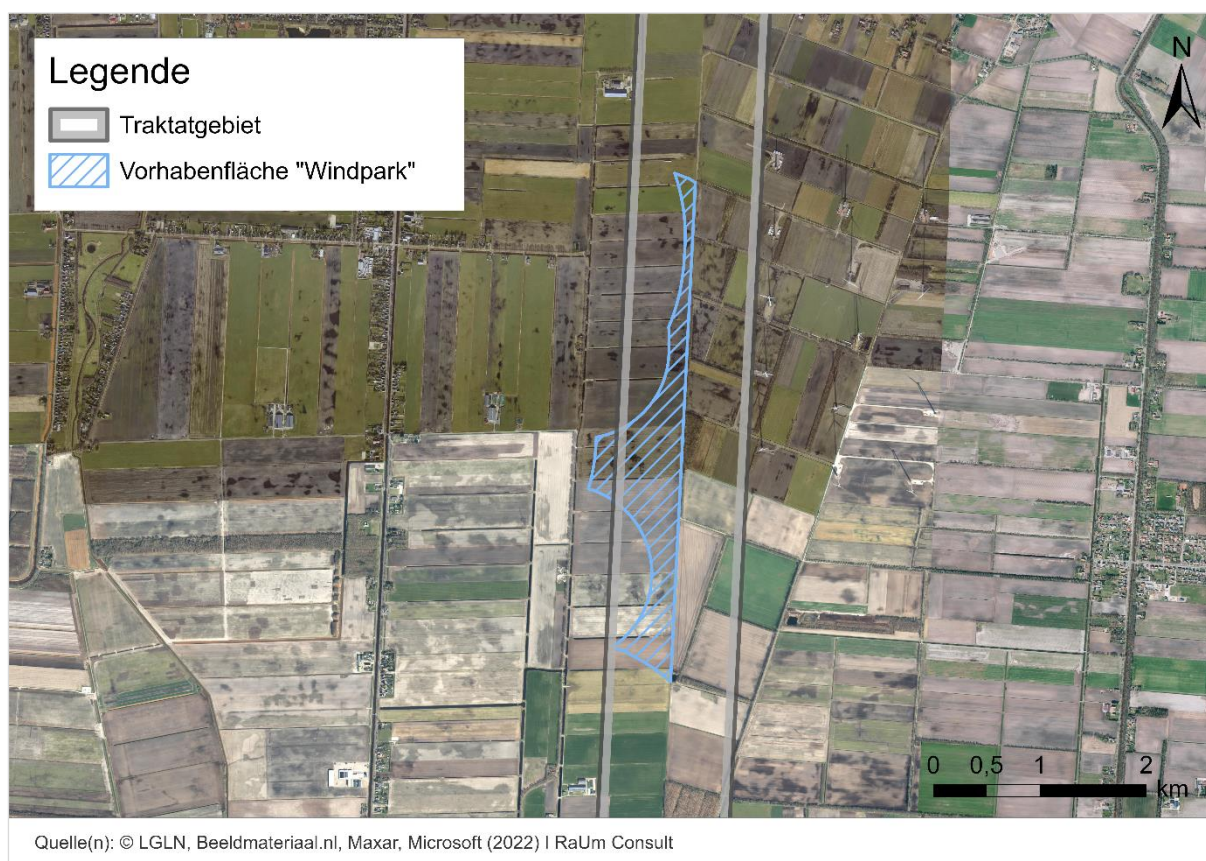 Legende
Traktatgebiet
Vorhabenfläche "Windpark"
N
0 0,5 1 2
km
Quelle(n): © LGLN, Beeldmateriaal.nl, Maxar, Microsoft (2022) I RaUm Consult